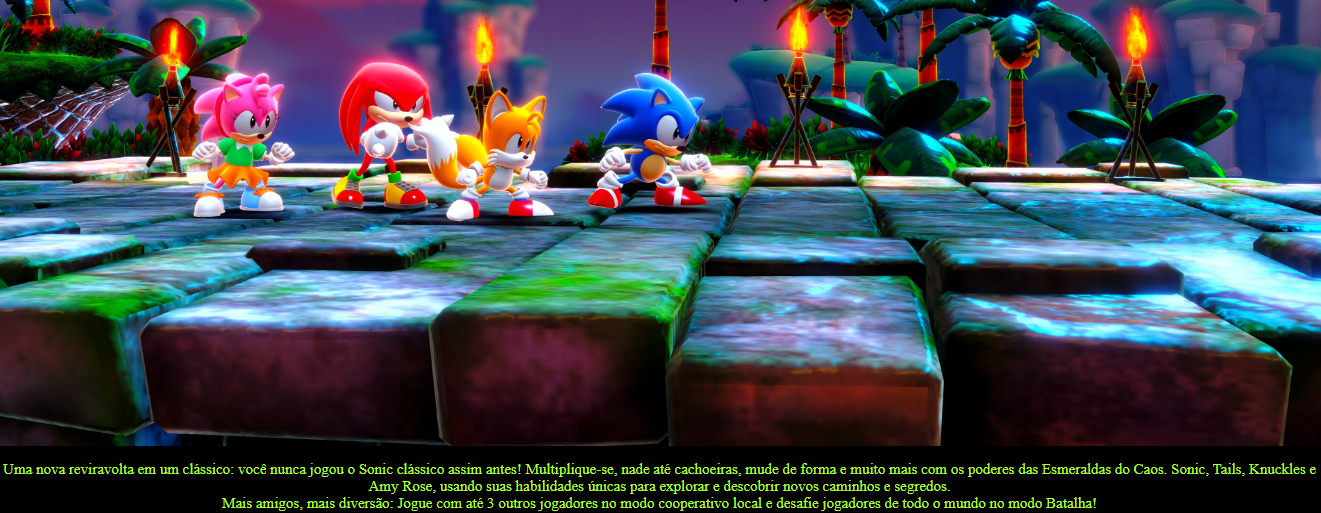 Uma nova reviravolta em um clássico: você nunca jogou o Sonic clássico assim antes! Multiplique-se, nade até cachoeiras, mude de forma e muito mais com os poderes das Esmeraldas do Caos. Sonic, Tails, Knuckles e
Amy Rose, usando suas habilidades únicas para explorar e descobrir novos caminhos e segredos.
Mais amigos, mais diversão: Jogue com até 3 outros jogadores no modo cooperativo local e desafie jogadores de todo o mundo no modo Batalha!